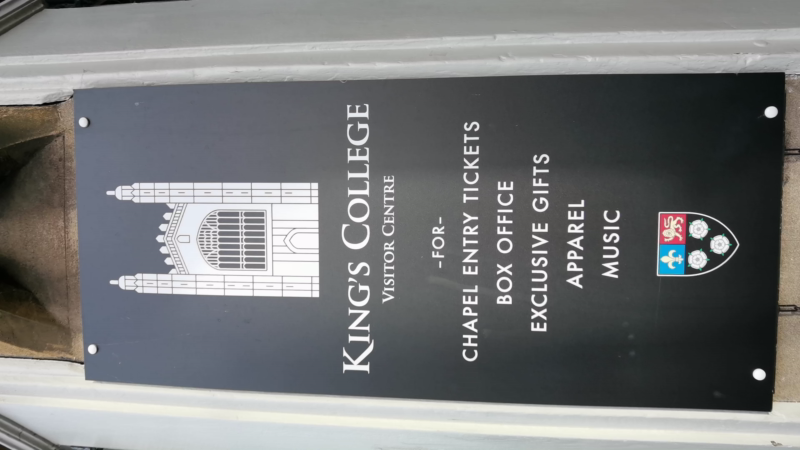 KING'S COLLEGE
VISITOR CENTRE
-FOR-
CHAPEL ENTRY TICKETS
BOX OFFICE
EXCLUSIVE GIFTS
APPAREL
MUSIC